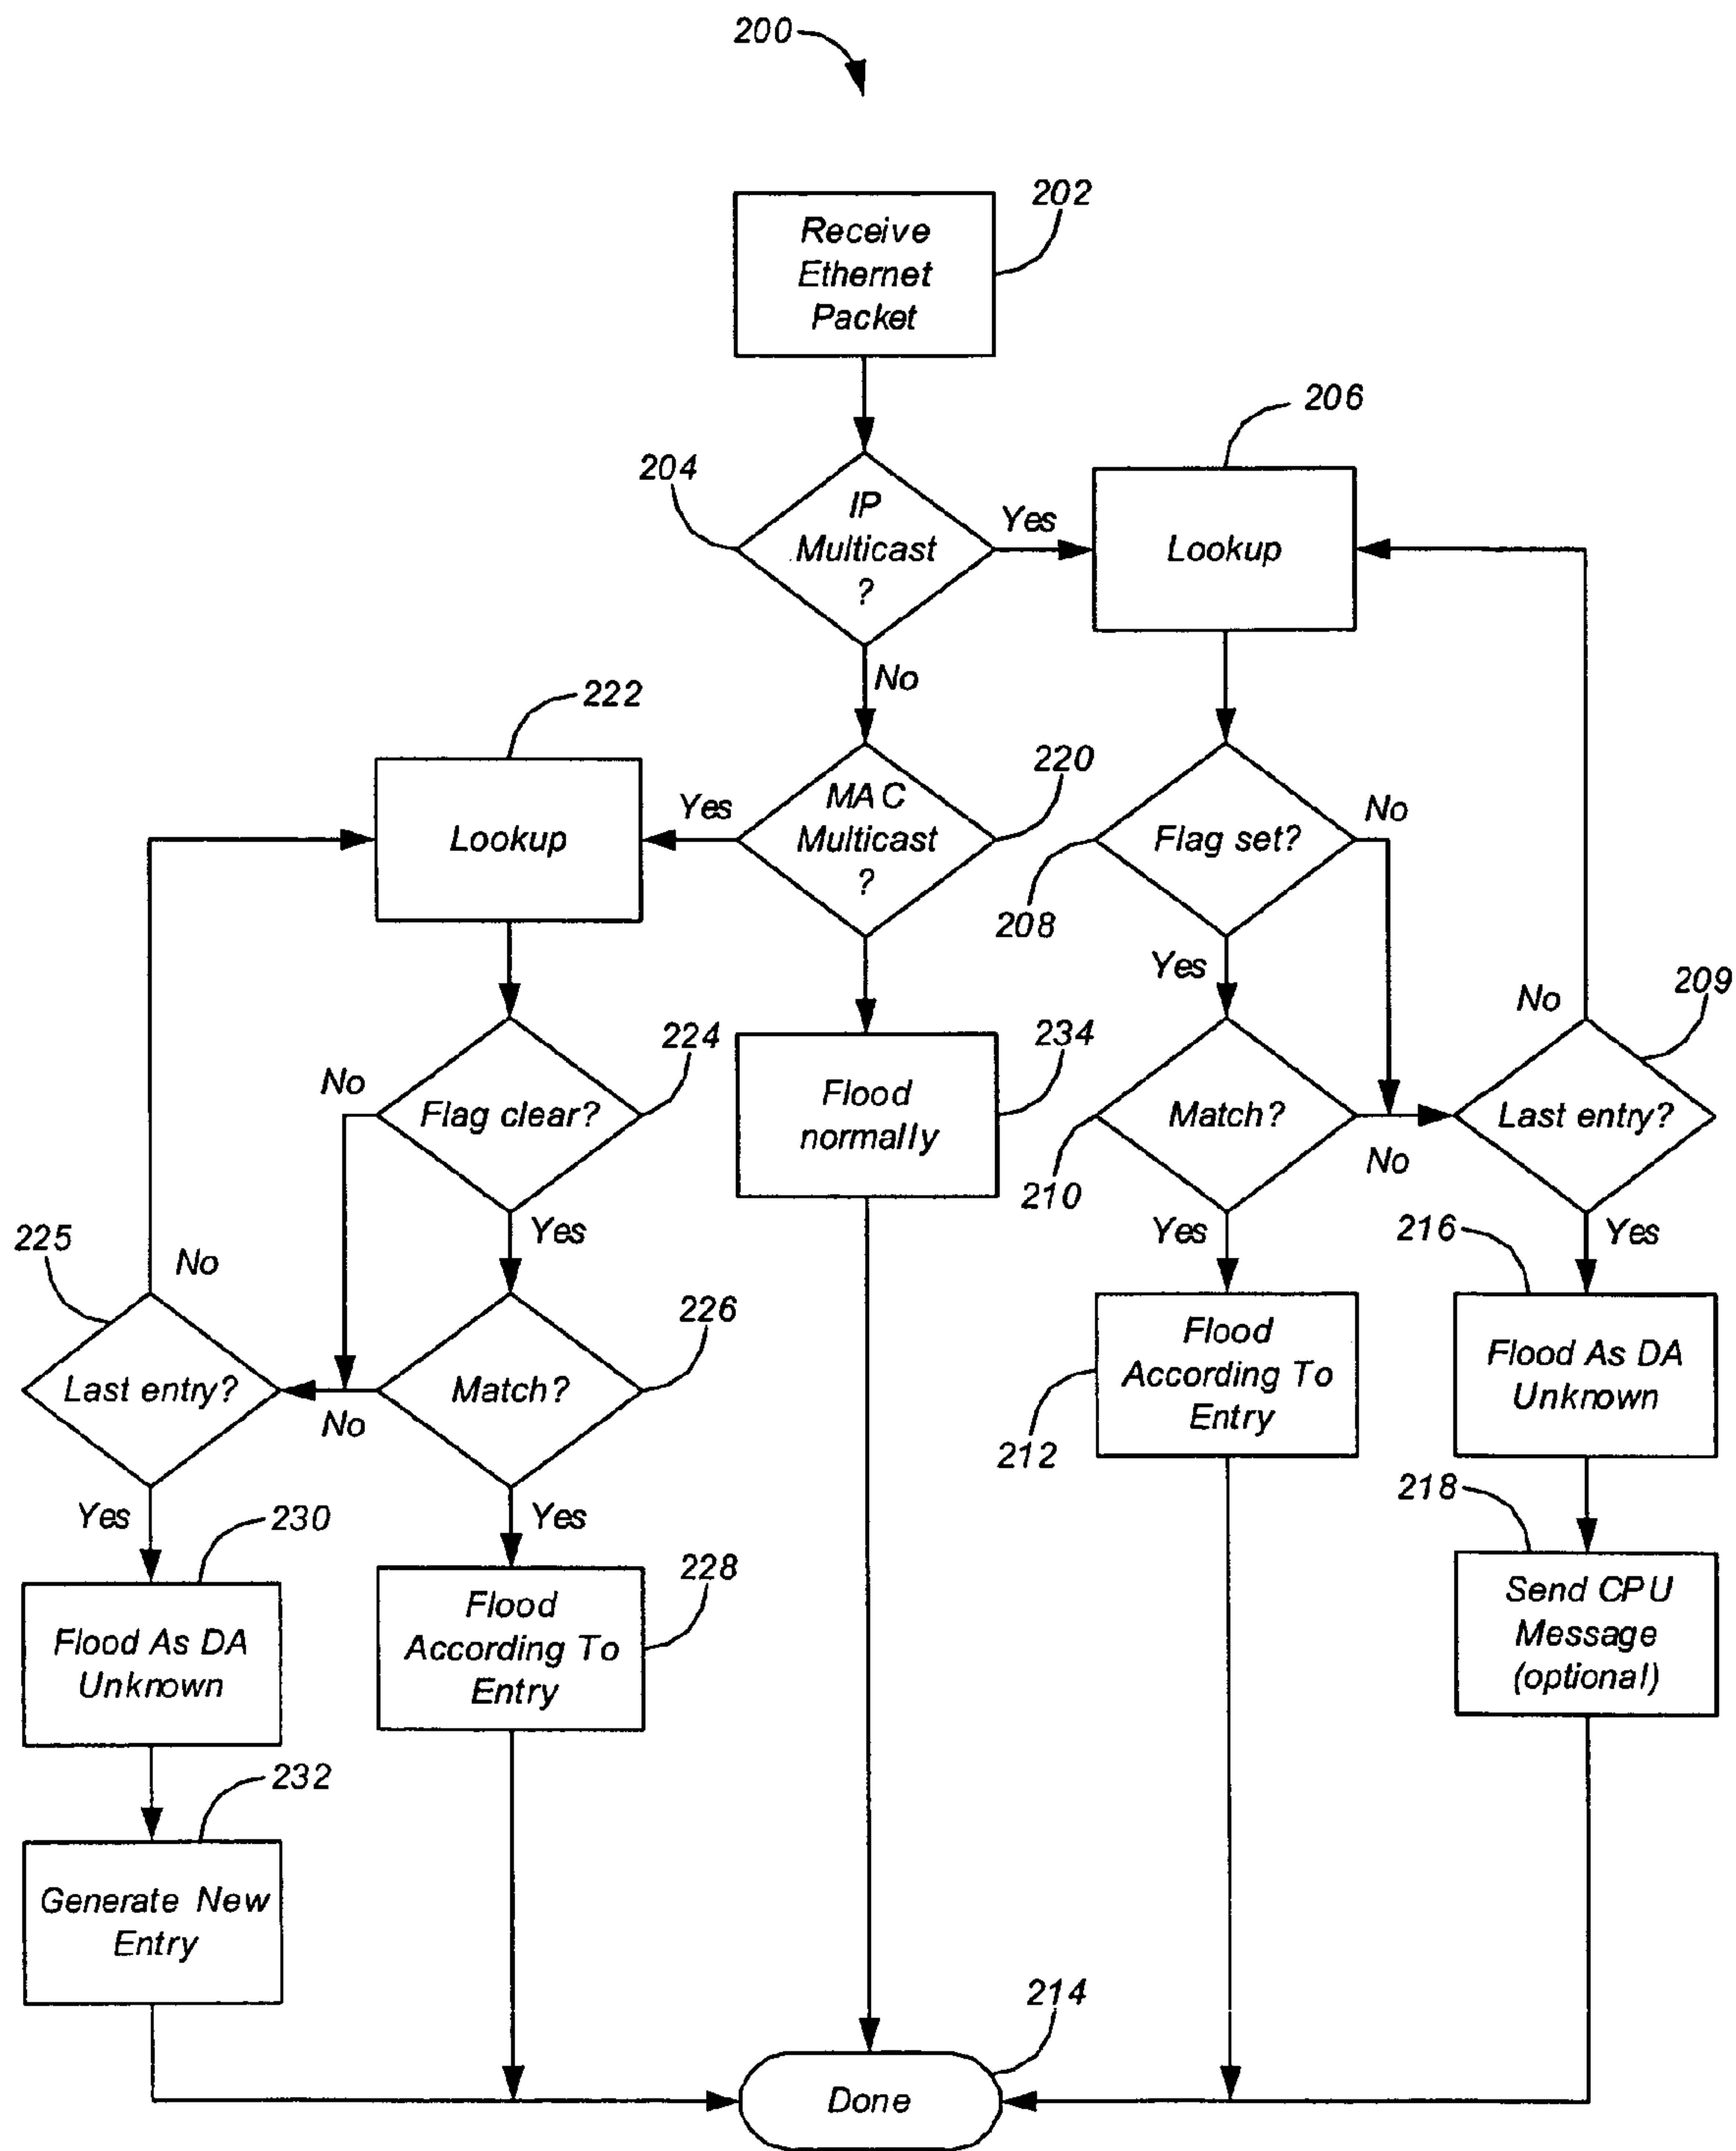 200
202
Receive
Ethernet
Packet
206
204
IP
Multicast
?
Yes
Lookup
No
222
220
MAC
Multicast
?
Yes
Lookup
Flag set?
No
208
Yes
209
No
224
234
No
Flag clear?
Flood
normally
Match?
Last entry?
No
210
Yes
225
No
Yes
216
Yes
226
Last entry?
Match?
No
Flood
According To
Entry
212
Flood As DA
Unknown
218
Yes
230
Yes
228
Flood As DA
Unknown
Flood
According To
Entry
Send CPU
Message
(optional)
232
Generate New
Entry
214
Done